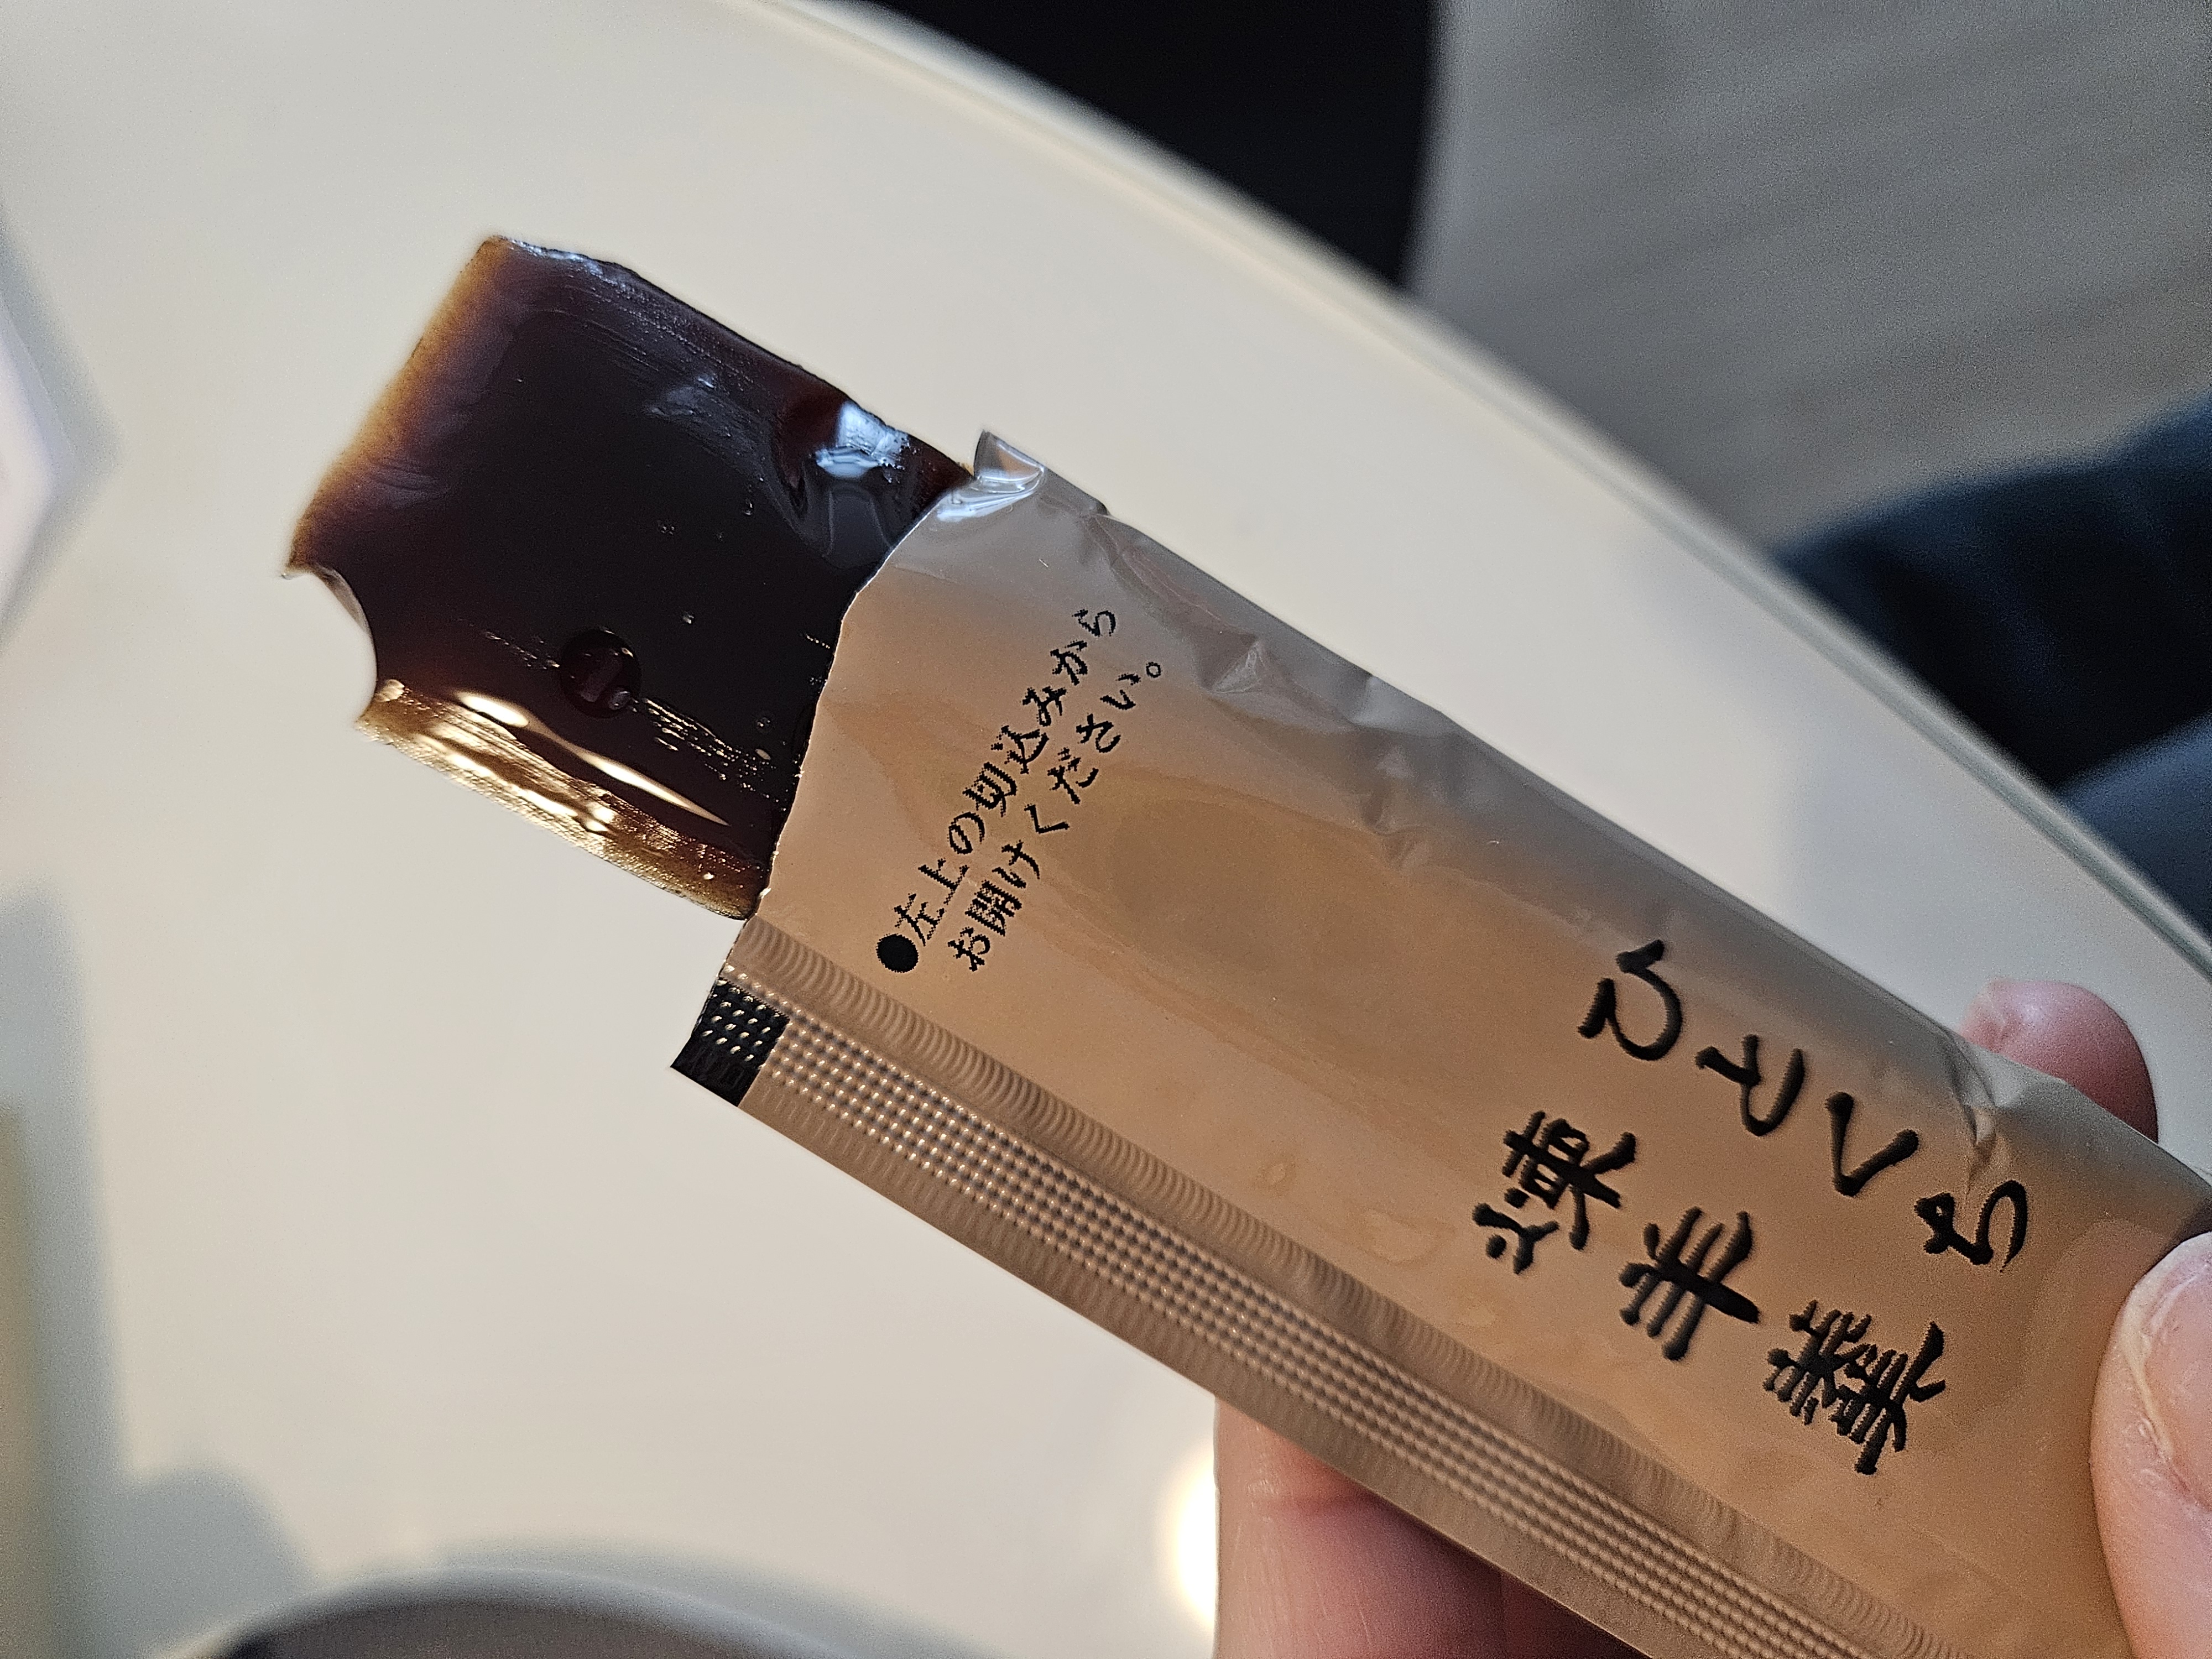 ●左上の切込みから
お開けください。
ひとくち
煉羊羹